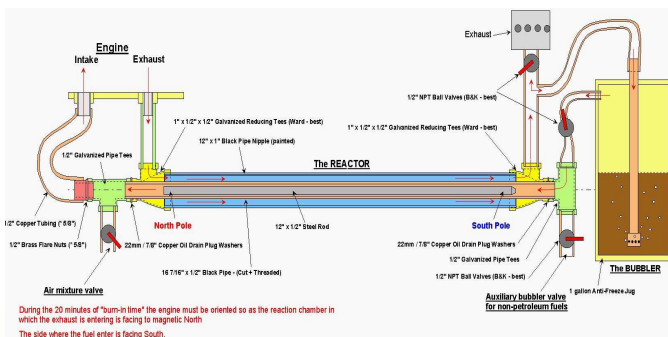 Exhaust
Engine
Intake
Exhaust
1/2" NPT Ball Valves (B&K - best)
1" x 1/2" x 1/2" Galvanized Reducing Tees (Ward - best)
1" x 1/2" x 1/2" Galvanized Reducing Tees (Ward - best)
12" x 1" Black Pipe Nipple (painted)
1/2" Galvanized Pipe Tees
The REACTOR
North Pole
South Pole
12" x 1/2" Steel Rod
22mm / 7/8" Copper Oil Drain Plug Washers
22mm / 7/8" Copper Oil Drain Plug Washers
1/2" Copper Tubing (" 5/8")
1/2" Brass Flare Nuts (" 5/8")
16 7/16" x 1/2" Black Pipe - (Cut + Threaded)
1/2" Galvanized Pipe Tees
1/2" NPT Ball Valves (B&K - best)
The BUBBLER
1 gallon Anti-Freeze Jug
Air mixture valve
Auxiliary bubbler valve
for non-petroleum fuels
During the 20 minutes of "burn-in time" the engine must be oriented so as the reaction chamber in
which the exhaust is entering is facing to magnetic North
The side where the fuel enter is facing South.